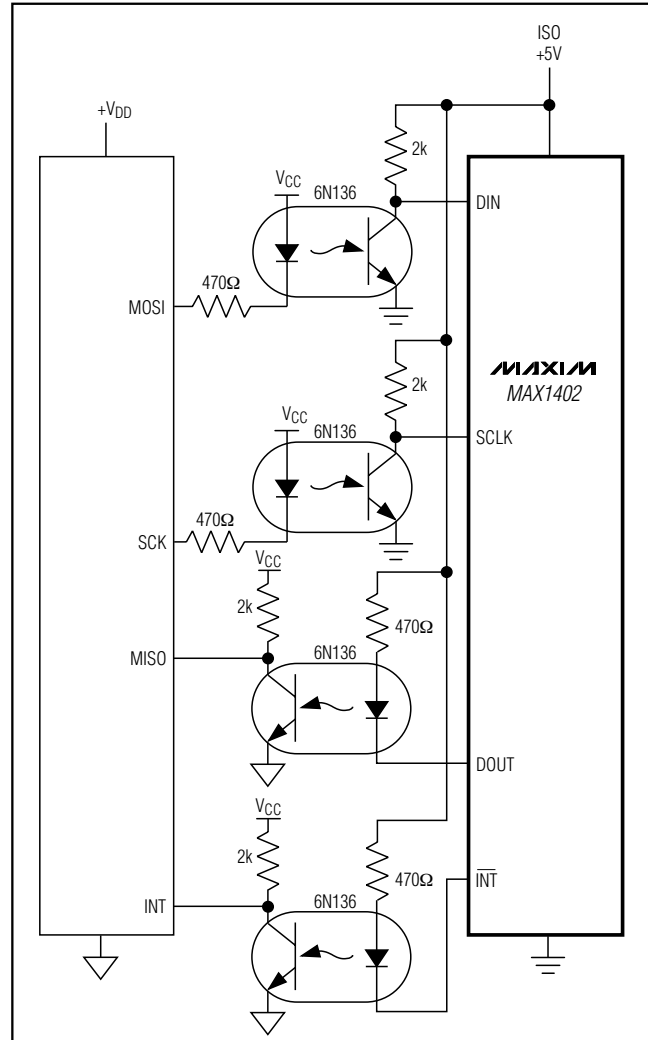 ISO
+5V
+VDD
2k
VCC
6N136
DIN
470Ω
MOSI
2k
MAXIM
MAX1402
VCC
6N136
SCLK
470Ω
SCK
VCC
2k
470Ω
6N136
MISO
DOUT
VCC
2k
470Ω
INT
6N136
INT